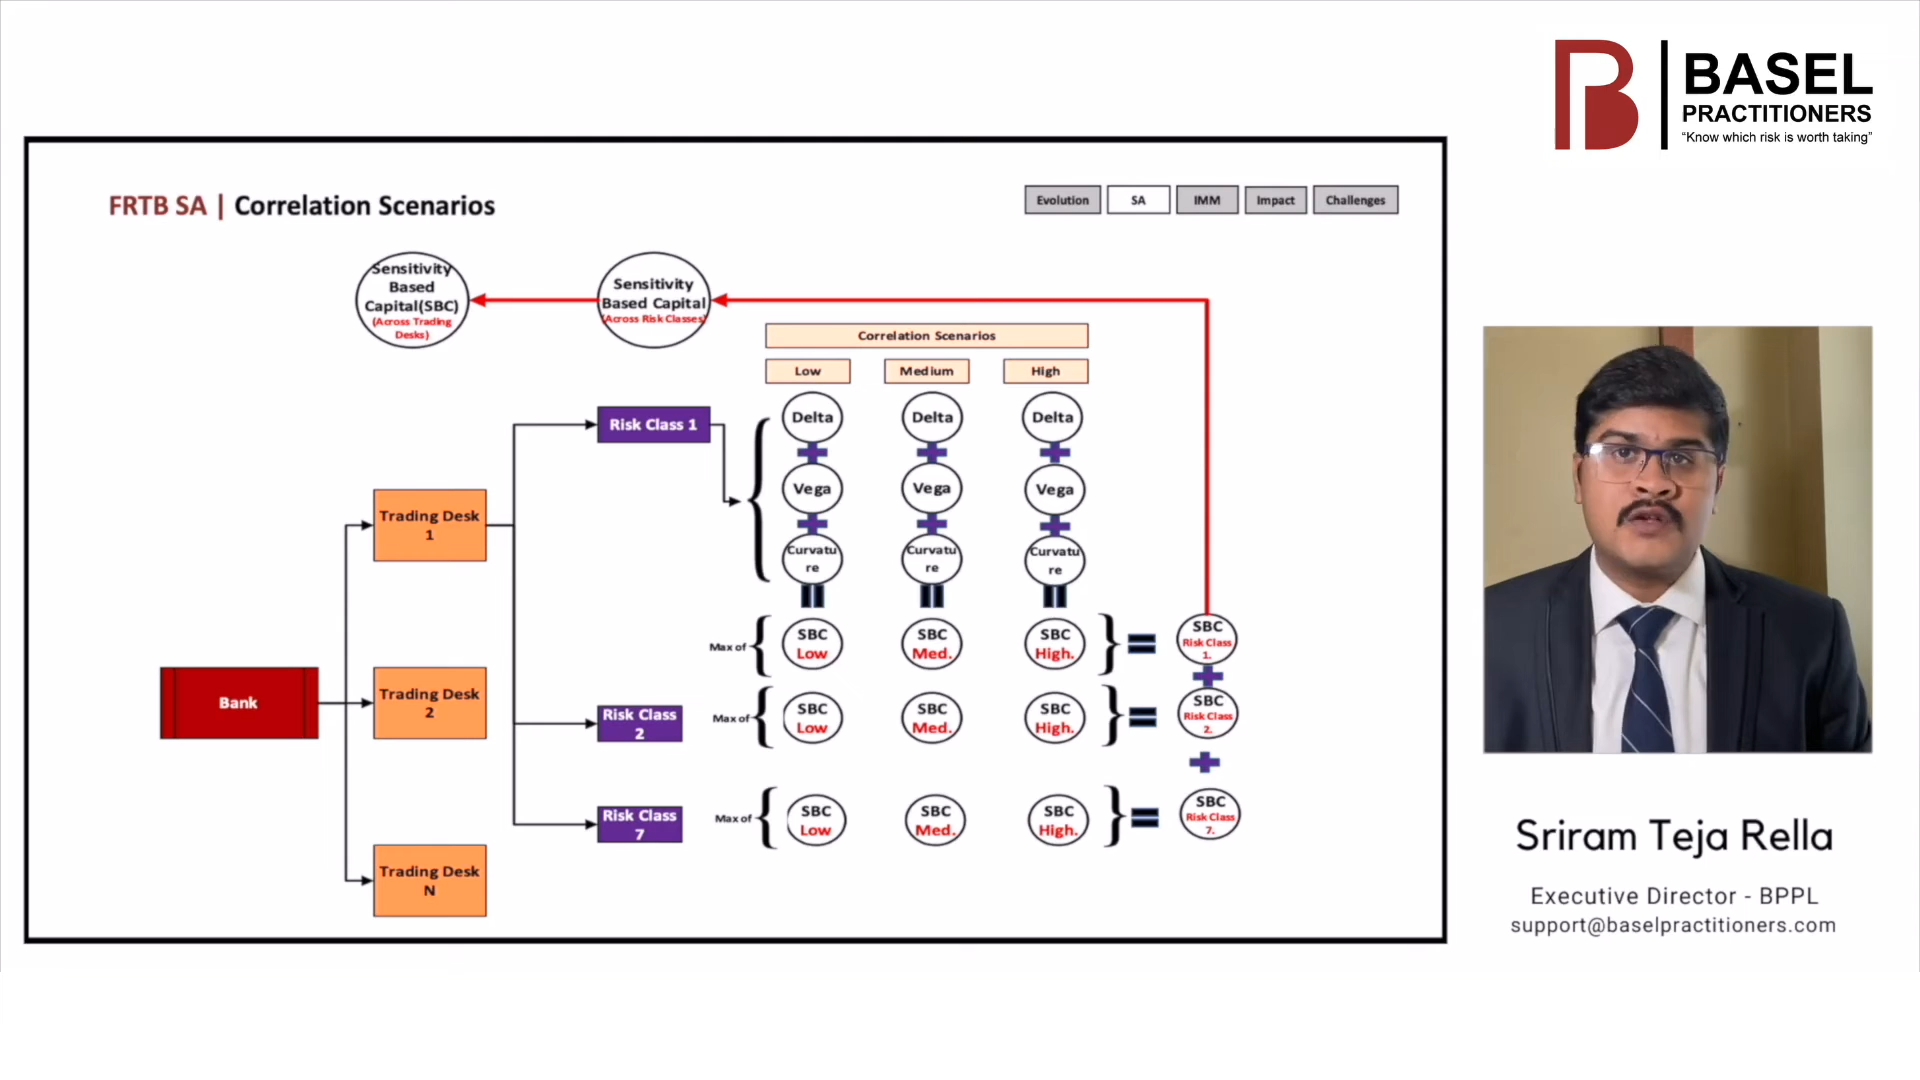 BASEL
PRACTITIONERS
“Know which risk is worth taking”
FRTB SA | Correlation Scenarios
Evolution
SA
IMM
Impact
Challenges
Sensitivity
Based
Capital(SBC)
(Across Trading
Desks)
Sensitivity
Based Capital
(Across Risk Classes)
Correlation Scenarios
Low
Medium
High
Risk Class 1
Delta
Delta
Delta
Vega
Vega
Vega
Curvatu
re
Curvatu
re
Curvatu
re
Trading Desk
1
Max of
SBC
Low
SBC
Med.
SBC
High.
SBC
Risk Class
1.
Bank
Trading Desk
2
Risk Class
2
Max of
SBC
Low
SBC
Med.
SBC
High.
SBC
Risk Class
2.
Risk Class
7
Max of
SBC
Low
SBC
Med.
SBC
High.
SBC
Risk Class
7.
Trading Desk
N
Sriram Teja Rella
Executive Director - BPPL
support@baselpractitioners.com